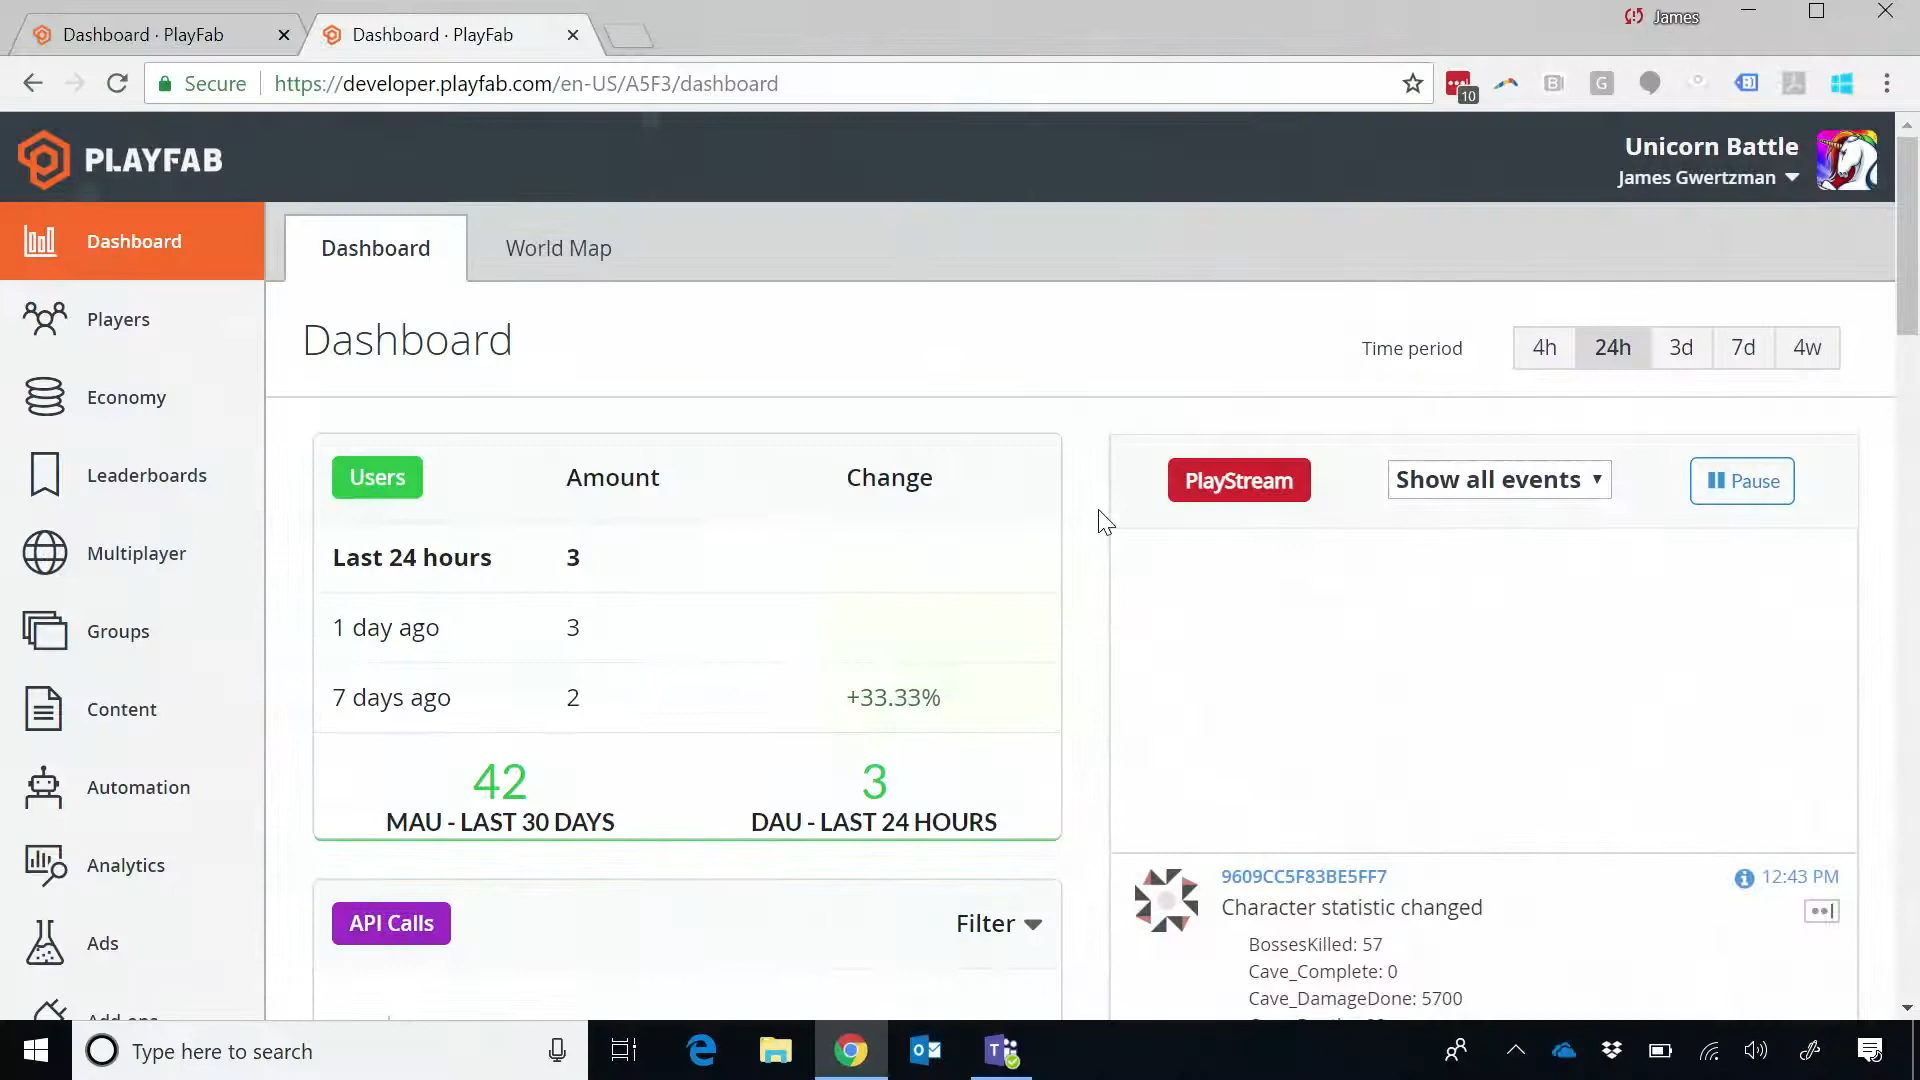 Dashboard · PlayFab
Dashboard · PlayFab
James
Secure
https://developer.playfab.com/en-US/A5F3/dashboard
10
B
G
PLAYFAB
Unicorn Battle
James Gwertzman
Dashboard
Players
Economy
Leaderboards
Multiplayer
Groups
Content
Automation
Analytics
Ads
Dashboard
World Map
Dashboard
Time period
4h
24h
3d
7d
4w
Users
Amount
Change
Last 24 hours
3
1 day ago
3
7 days ago
2
+33.33%
42
MAU - LAST 30 DAYS
3
DAU - LAST 24 HOURS
API Calls
Filter
PlayStream
Show all events
Pause
9609CC5F83BE5FF7
12:43 PM
Character statistic changed
BossesKilled: 57
Cave_Complete: 0
Cave_DamageDone: 5700
Type here to search